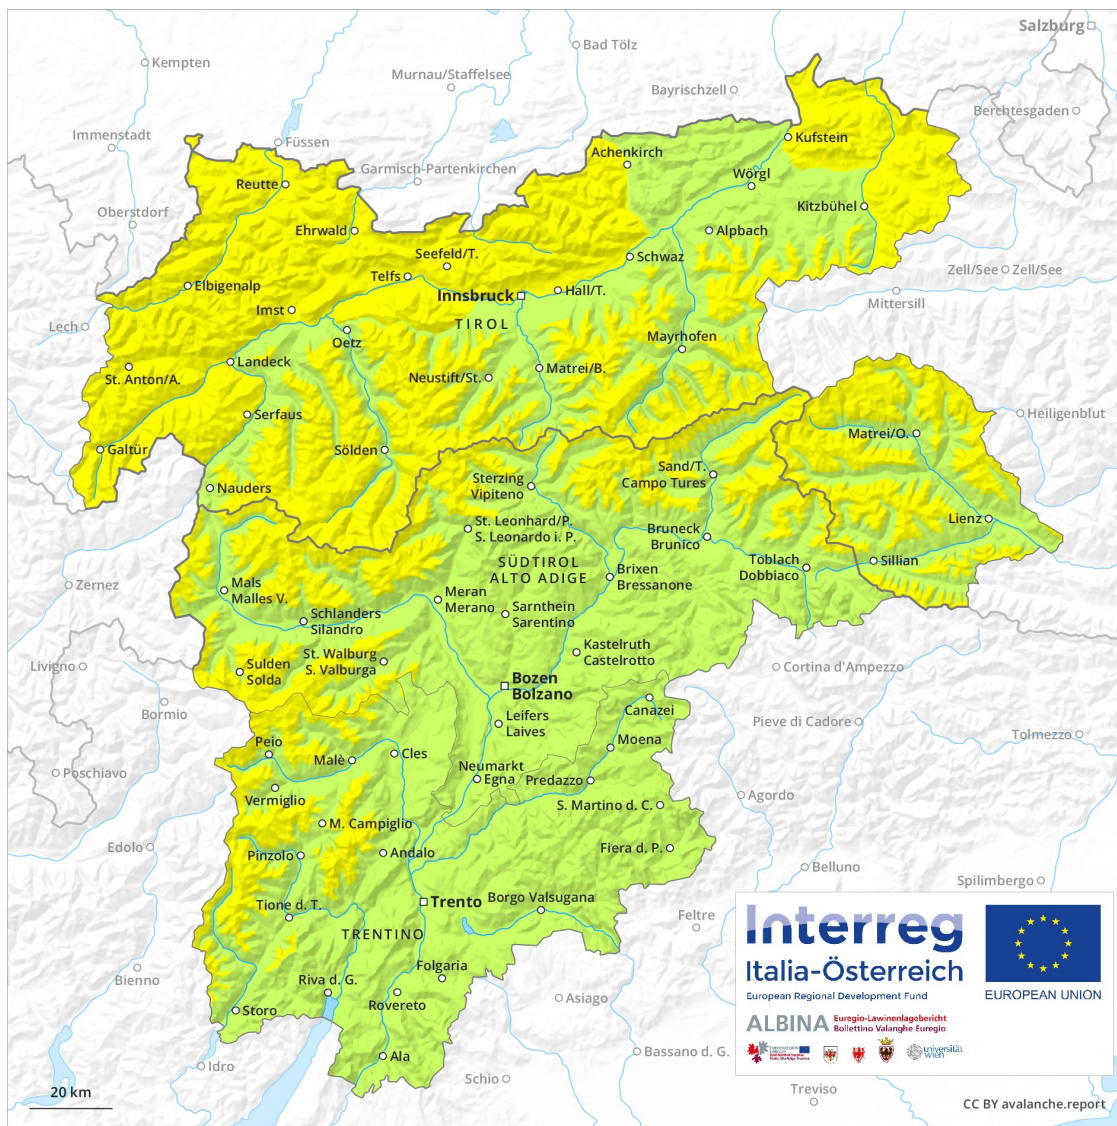 Salzburg
Kempten
Bad Tölz
Murnau/Staffelsee
Bayrischzell
Berchtesgaden
Immenstadt
Füssen
Kufstein
Achenkirch
Garmisch-Partenkirchen
Wörgl
Reutte
Kitzbühel
Oberstdorf
Ehrwald
Alpbach
Seefeld/T.
Schwaz
Telfs
Zell/See
Zell/See
Elbigenalp
Hall/T.
Innsbruck
Mittersill
Imst
TIROL
Lech
Oetz
Mayrhofen
Landeck
Matrei/B.
St. Anton/A.
Neustift/St.
Serfaus
Heiligenblut
Matrei/O.
Galtür
Sölden
Sand/T.
Campo Tures
Sterzing
Vipiteno
Nauders
Lienz
St. Leonhard/P.
S. Leonardo i. P.
Bruneck
Brunico
SÜDTIROL
ALTO ADIGE
Toblach
Dobbiaco
Sillian
Brixen
Bressanone
Zernez
Mals
Malles V.
Meran
Merano
Sarnthein
Sarentino
Schlanders
Silandro
Kastelruth
Castelrotto
St. Walburg
S. Valburga
Livigno
Sulden
Solda
Cortina d'Ampezzo
Bozen
Bolzano
Canazei
Bormio
Leifers
Laives
Pieve di Cadore
Tolmezzo
Peio
Moena
Malè
Cles
Poschiavo
Neumarkt
Egna
Predazzo
Vermiglio
Agordo
S. Martino d. C.
M. Campiglio
Edolo
Pinzolo
Andalo
Fiera d. P.
Belluno
Spilimbergo
Tione d. T.
Trento
Borgo Valsugana
Feltre
TRENTINO
Folgaria
Bienno
Riva d. G.
Asiago
Storo
Rovereto
Ala
Bassano d. G.
Idro
Schio
Treviso
Interreg
Italia-Österreich
European Regional Development Fund
EUROPEAN UNION
ALBINA
Euregio-Lawinenlagebericht
Bollettino Valanghe Euregio
universität
wien
20 km
CC BY avalanche.report